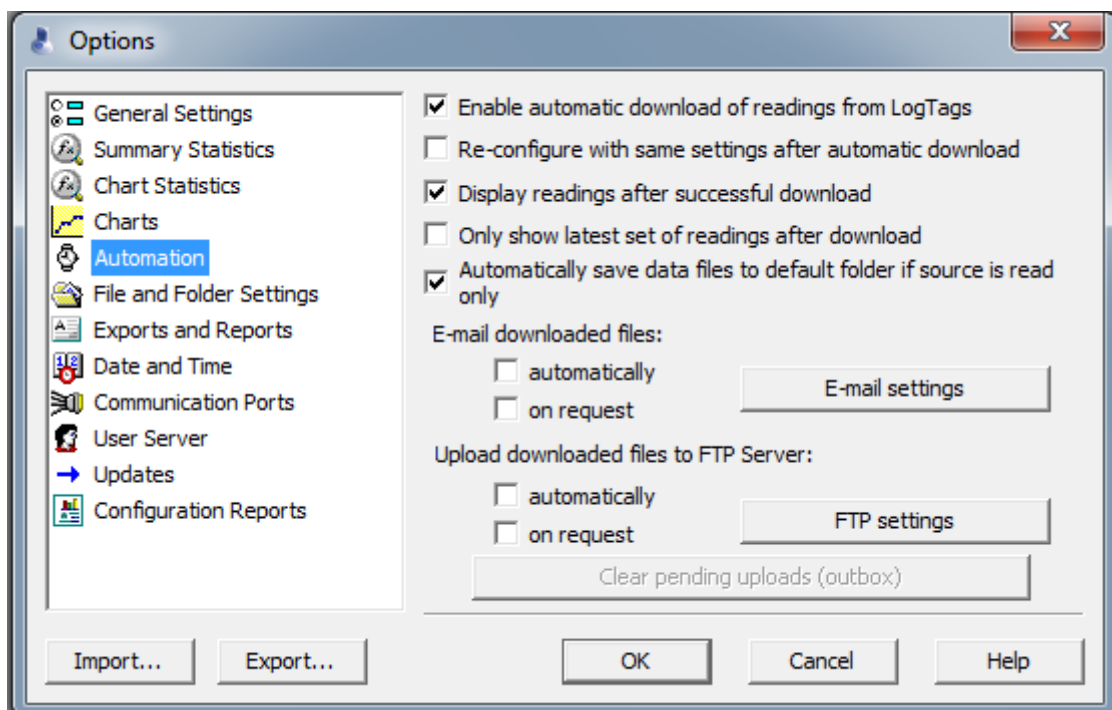 Options
General Settings
Summary Statistics
Chart Statistics
Charts
Automation
File and Folder Settings
Exports and Reports
Date and Time
Communication Ports
User Server
Updates
Configuration Reports
Enable automatic download of readings from LogTags
Re-configure with same settings after automatic download
Display readings after successful download
Only show latest set of readings after download
Automatically save data files to default folder if source is read
only
E-mail downloaded files:
automatically
on request
E-mail settings
Upload downloaded files to FTP Server:
automatically
on request
FTP settings
Clear pending uploads (outbox)
Import...
Export...
OK
Cancel
Help